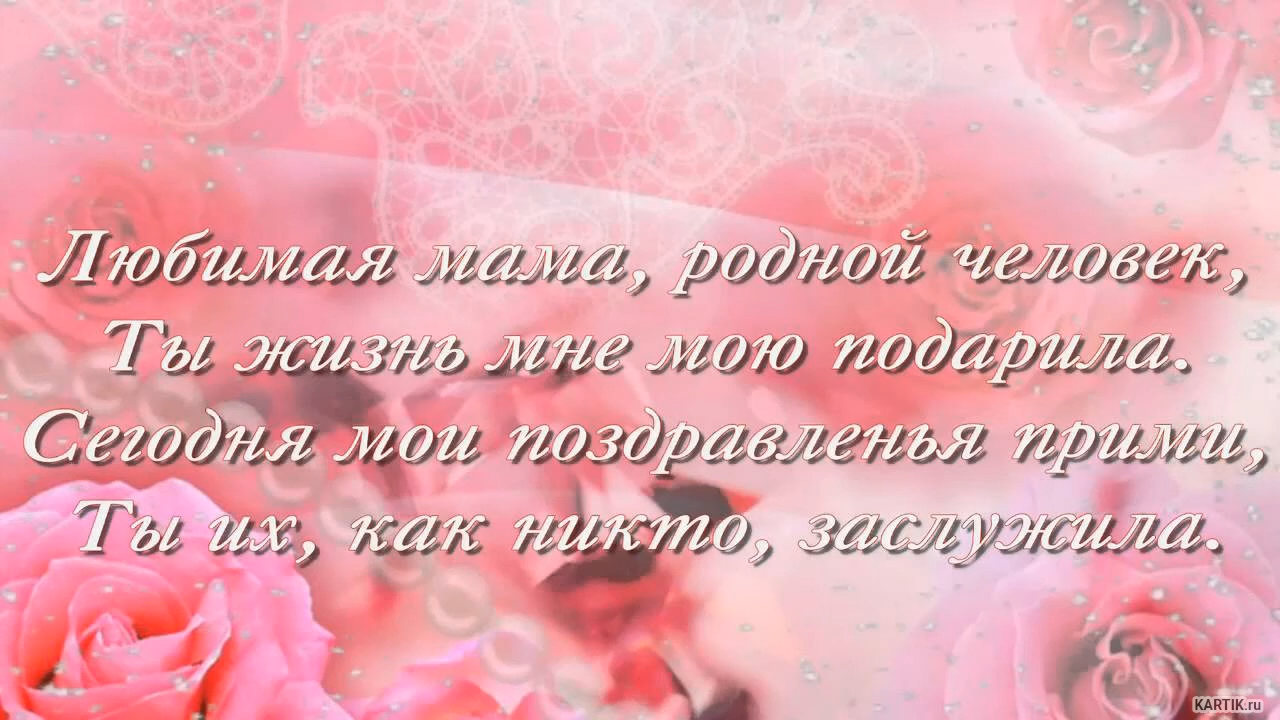 Любимая мама, родной человек,
Ты жизнь мне мою подарила.
Сегодня мои поздравленья прими,
Ты их, как никто, заслужила.
KARTIK.ru